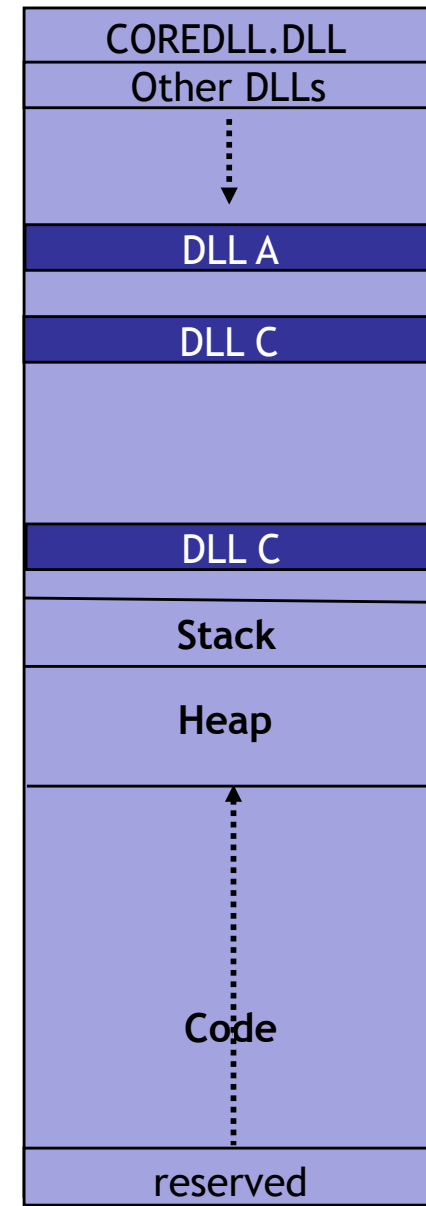 COREDLL.DLL
Other DLLs
DLL A
DLL C
DLL C
Stack
Heap
Code
reserved